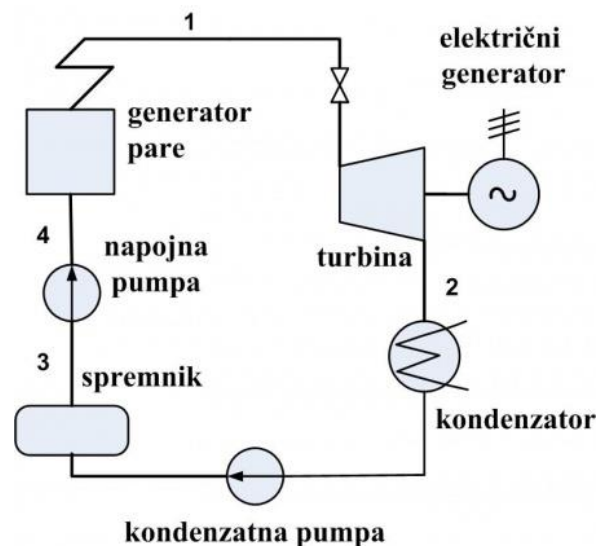 1
električni
generator
generator
pare
4
napojna
pumpa
turbina
2
3
spremnik
kondenzator
kondenzatna pumpa